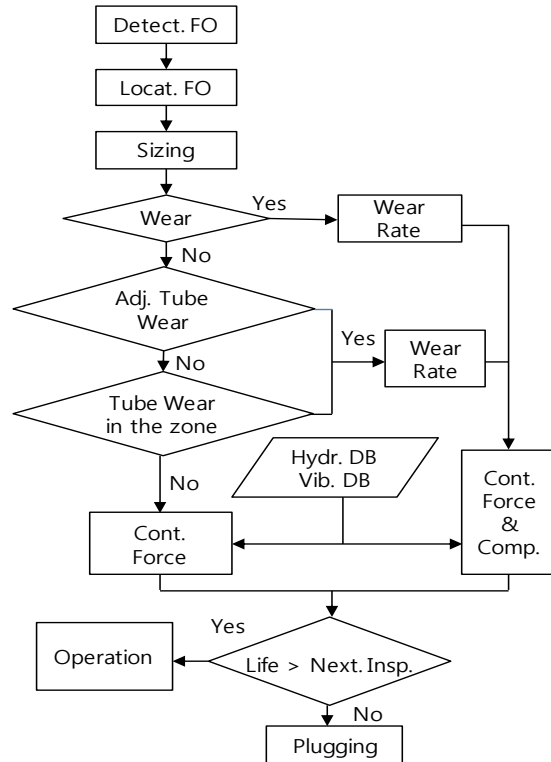 Detect. FO
Locat. FO
Sizing
Yes
Wear
Wear
Rate
No
Adj. Tube
Wear
Yes
Wear
Rate
No
Tube Wear
in the zone
Hydr. DB
Vib. DB
No
Cont.
Force
&
Comp.
Cont.
Force
Yes
Operation
Life > Next. Insp.
No
Plugging